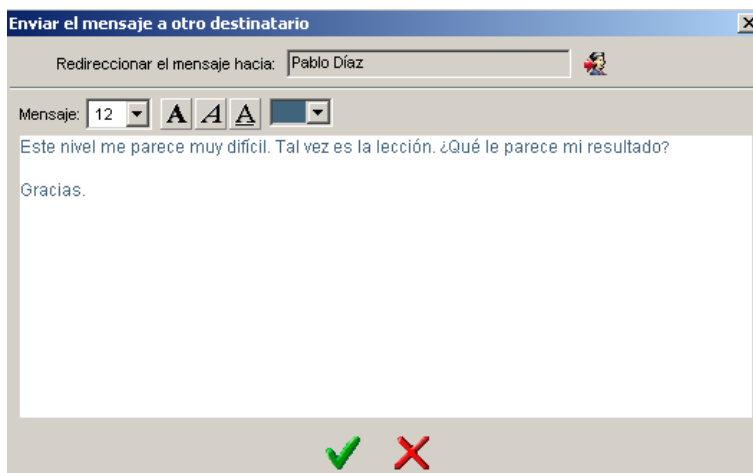 Enviar el mensaje a otro destinatario
Redireccionar el mensaje hacia: Pablo Díaz
Mensaje: 12 A A A
Este nivel me parece muy difícil. Tal vez es la lección. ¿Qué le parece mi resultado?
Gracias.